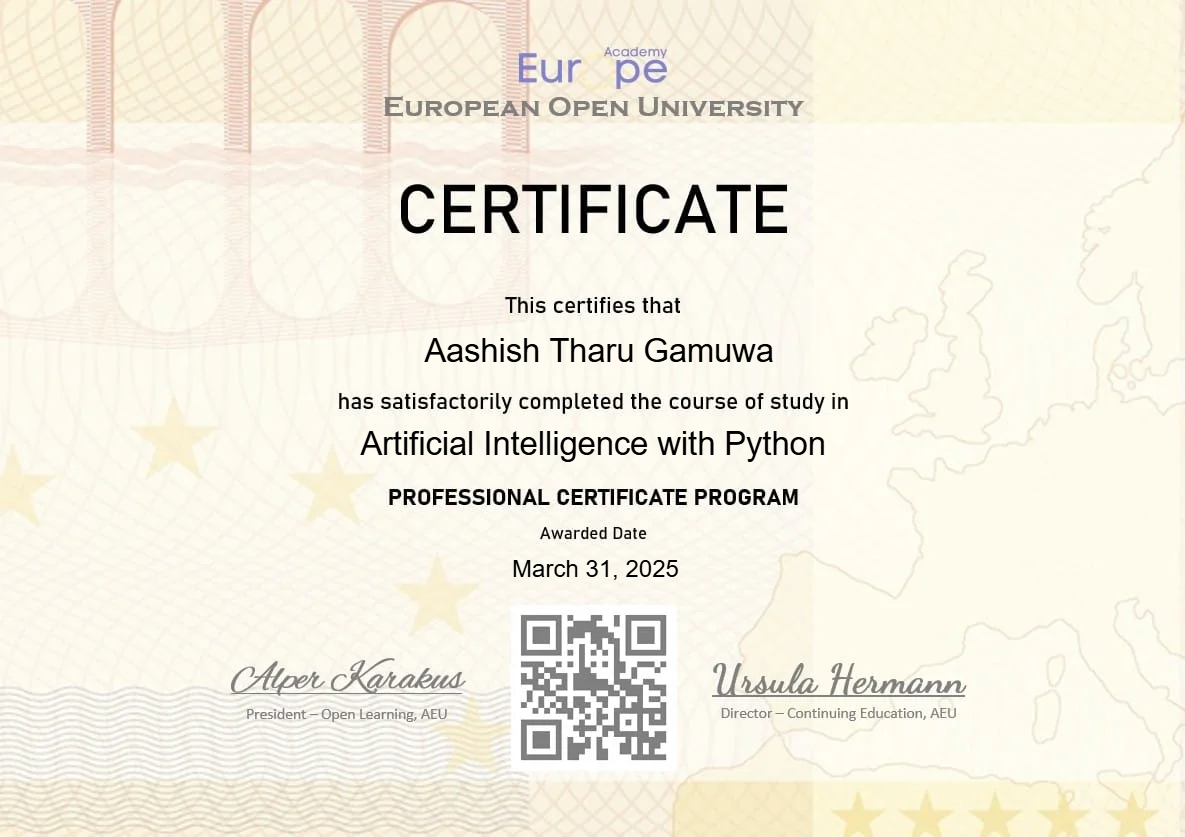 Academy
Eur pe
EUROPEAN OPEN UNIVERSITY
CERTIFICATE
This certifies that
Aashish Tharu Gamuwa
has satisfactorily completed the course of study in
Artificial Intelligence with Python
PROFESSIONAL CERTIFICATE PROGRAM
Awarded Date
March 31, 2025
Alper Karakus
President – Open Learning, AEU
Ursula Hermann
Director – Continuing Education, AEU